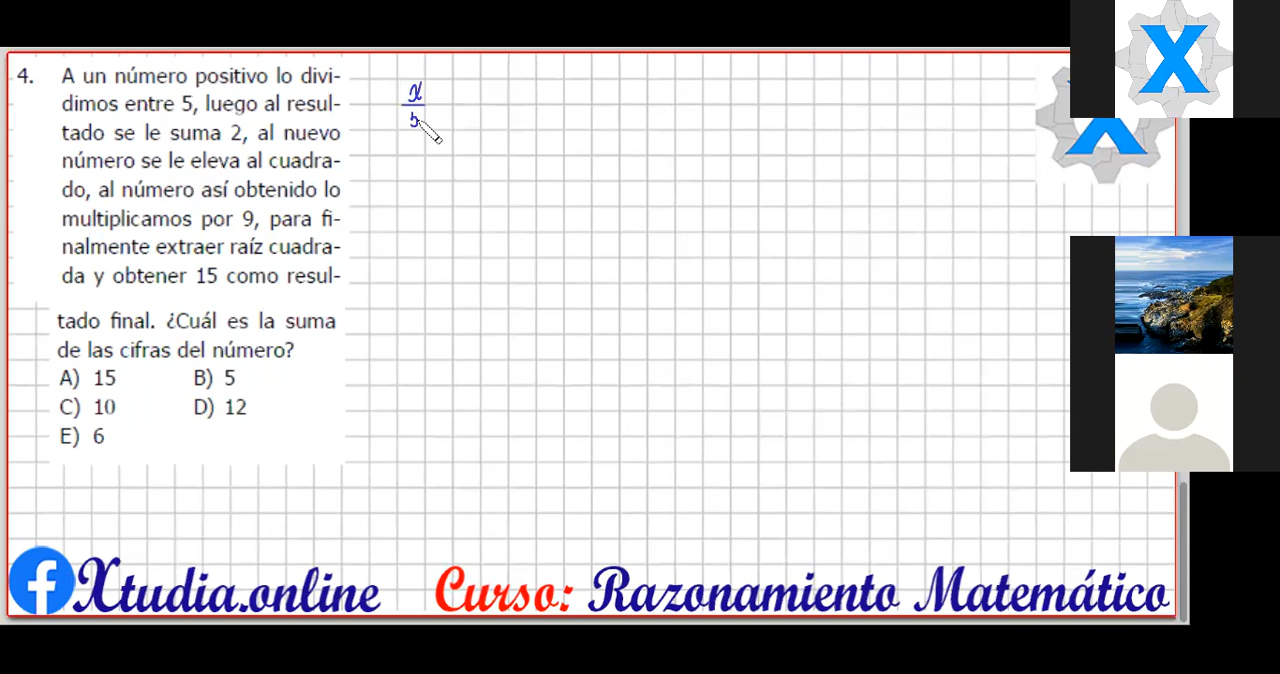 4. A un número positivo lo divi-
dimos entre 5, luego al resul-
tado se le suma 2, al nuevo
número se le eleva al cuadra-
do, al número así obtenido lo
multiplicamos por 9, para fi-
nalmente extraer raíz cuadra-
da y obtener 15 como resul-
tado final. ¿Cuál es la suma
de las cifras del número?
A) 15 B) 5
C) 10 D) 12
E) 6
x
5
X
Xtudia.online Curso: Razonamiento Matemático